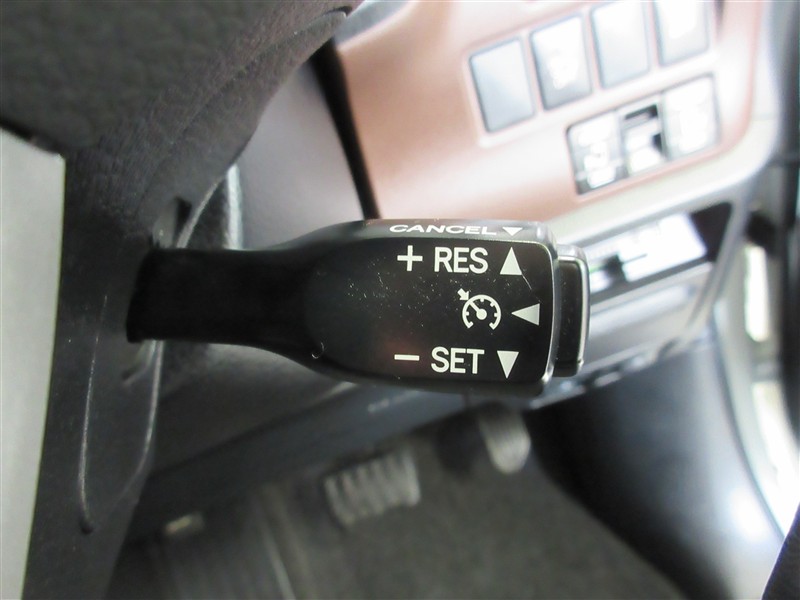 CANCEL ▼
+ RES ▲
◀
− SET ▼